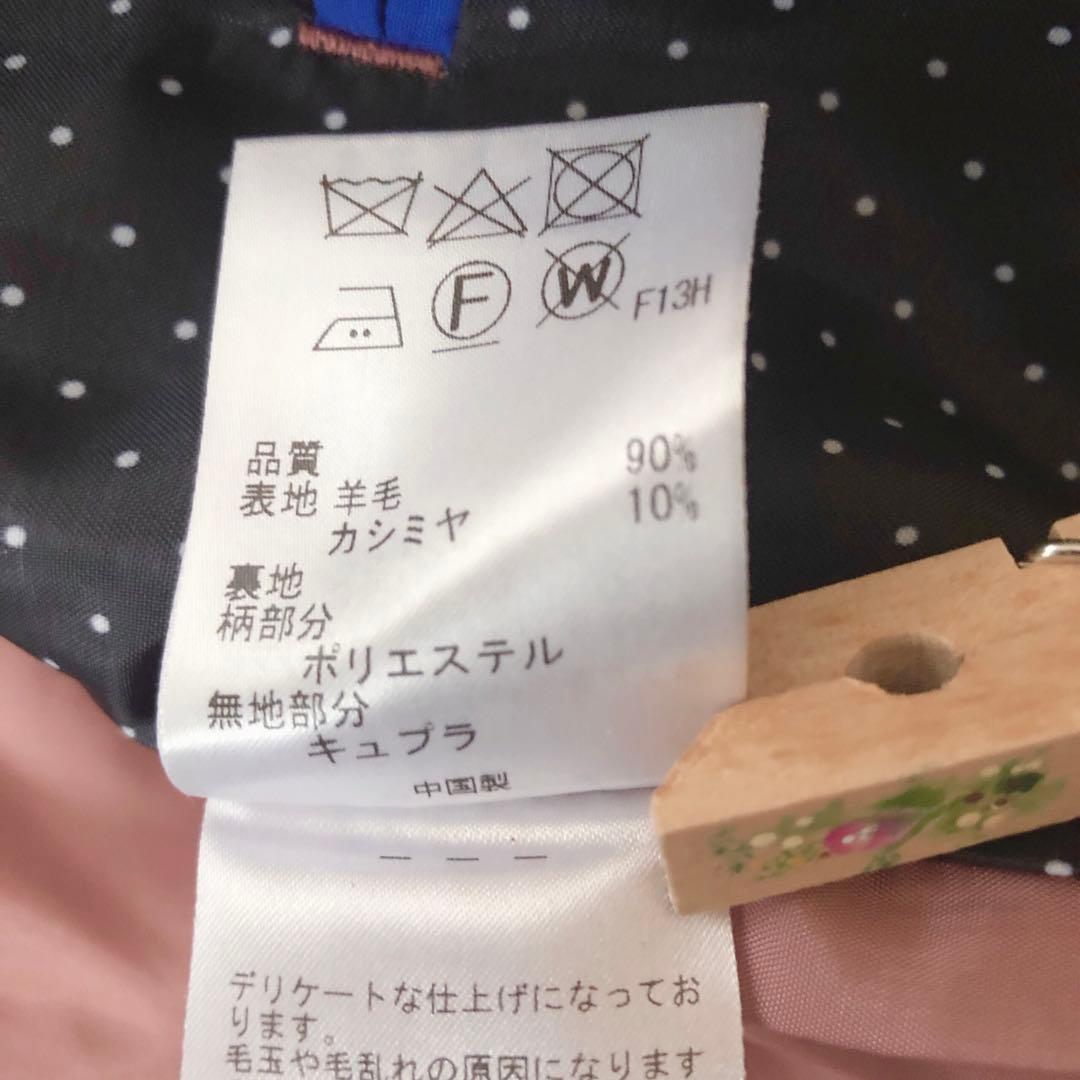 F W F13H
品質 90%
表地 羊毛 10%
カシミヤ
裏地
柄部分
ポリエステル
無地部分
キュプラ
中国製
デリケートな仕上げになってお
ります。
毛玉や毛乱れの原因になります